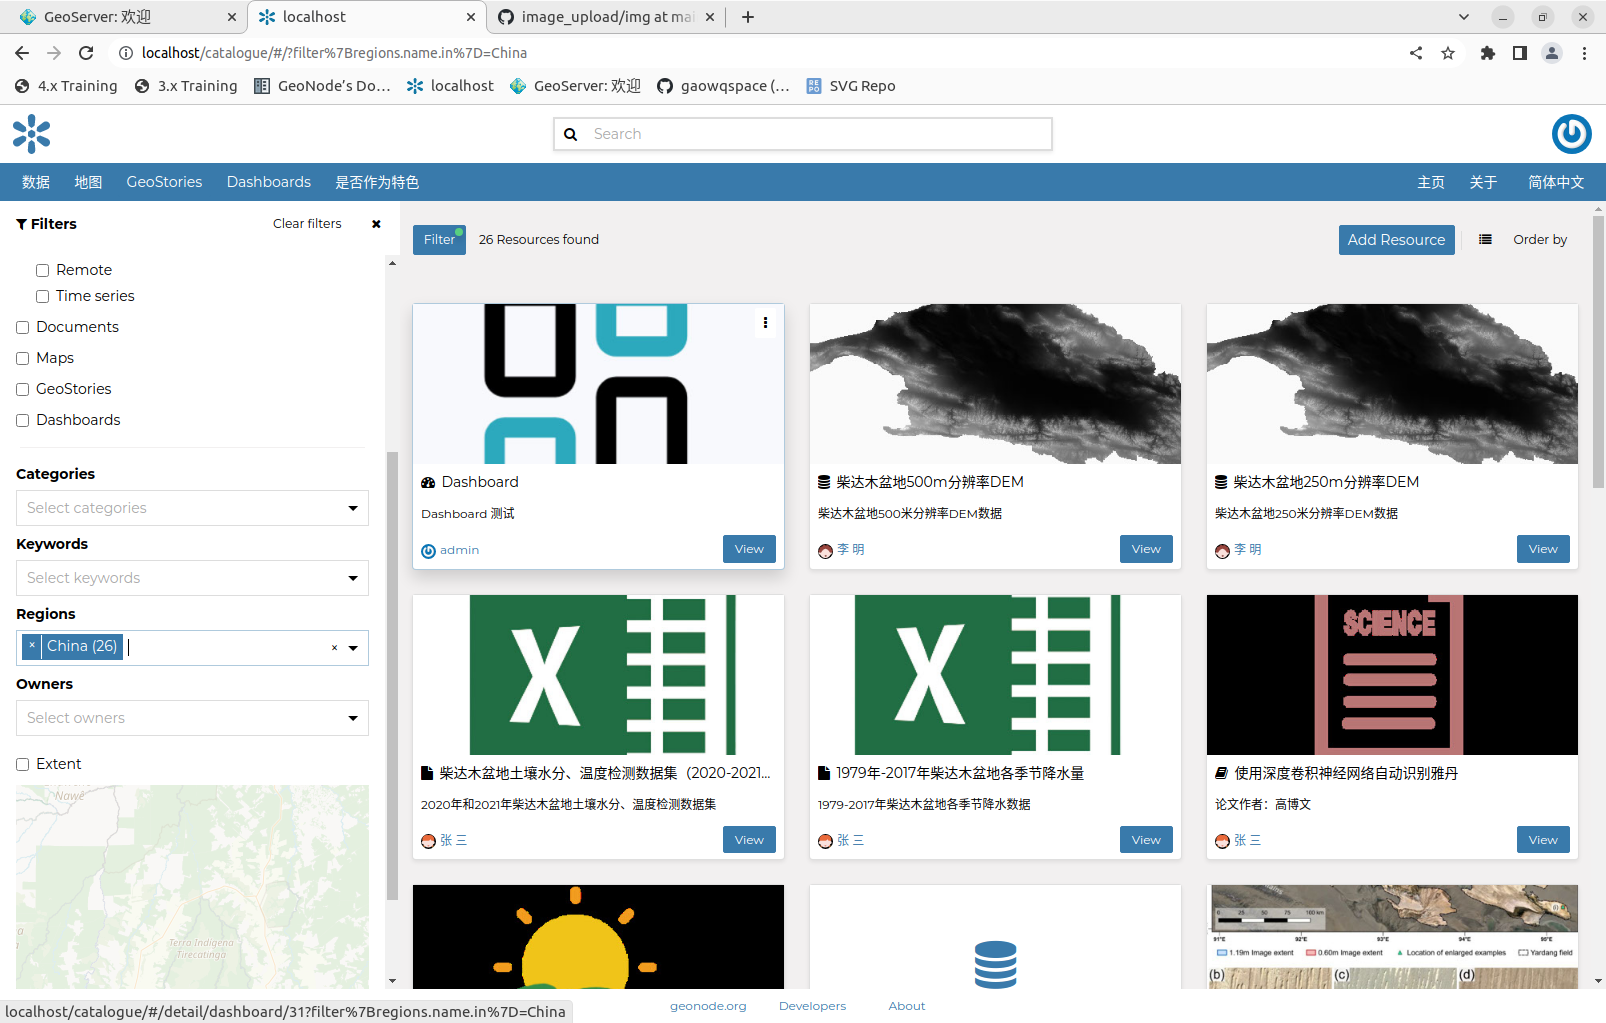 GeoServer: 欢迎
localhost
image_upload/img at mai
localhost/catalogue/#/?filter%7Bregions.name.in%7D=China
4.x Training
3.x Training
GeoNode’s Do…
localhost
GeoServer: 欢迎
gaowqspace (…
SVG Repo
Search
数据
地图
GeoStories
Dashboards
是否作为特色
主页
关于
简体中文
Filters
Clear filters
Remote
Time series
Documents
Maps
GeoStories
Dashboards
Categories
Select categories
Keywords
Select keywords
Regions
× China (26)
×
Owners
Select owners
Extent
Nawê
Terra Indígena
Tirecatinga
Filter
26 Resources found
Add Resource
Order by
Dashboard
Dashboard 测试
admin
View
柴达木盆地500m分辨率DEM
柴达木盆地500米分辨率DEM数据
李 明
View
柴达木盆地250m分辨率DEM
柴达木盆地250米分辨率DEM数据
李 明
View
柴达木盆地土壤水分、温度检测数据集（2020-2021...
2020年和2021年柴达木盆地土壤水分、温度检测数据集
张 三
View
1979年-2017年柴达木盆地各季节降水量
1979-2017年柴达木盆地各季节降水数据
张 三
View
SCIENCE
使用深度卷积神经网络自动识别雅丹
论文作者：高博文
张 三
View
0 25 50 75 100 km
91°E 92°E 93°E 94°E 95°E
1.19m Image extent
0.60m Image extent
Location of enlarged examples
Yardang field
(b)
(c)
(d)
geonode.org
Developers
About
localhost/catalogue/#/detail/dashboard/31?filter%7Bregions.name.in%7D=China